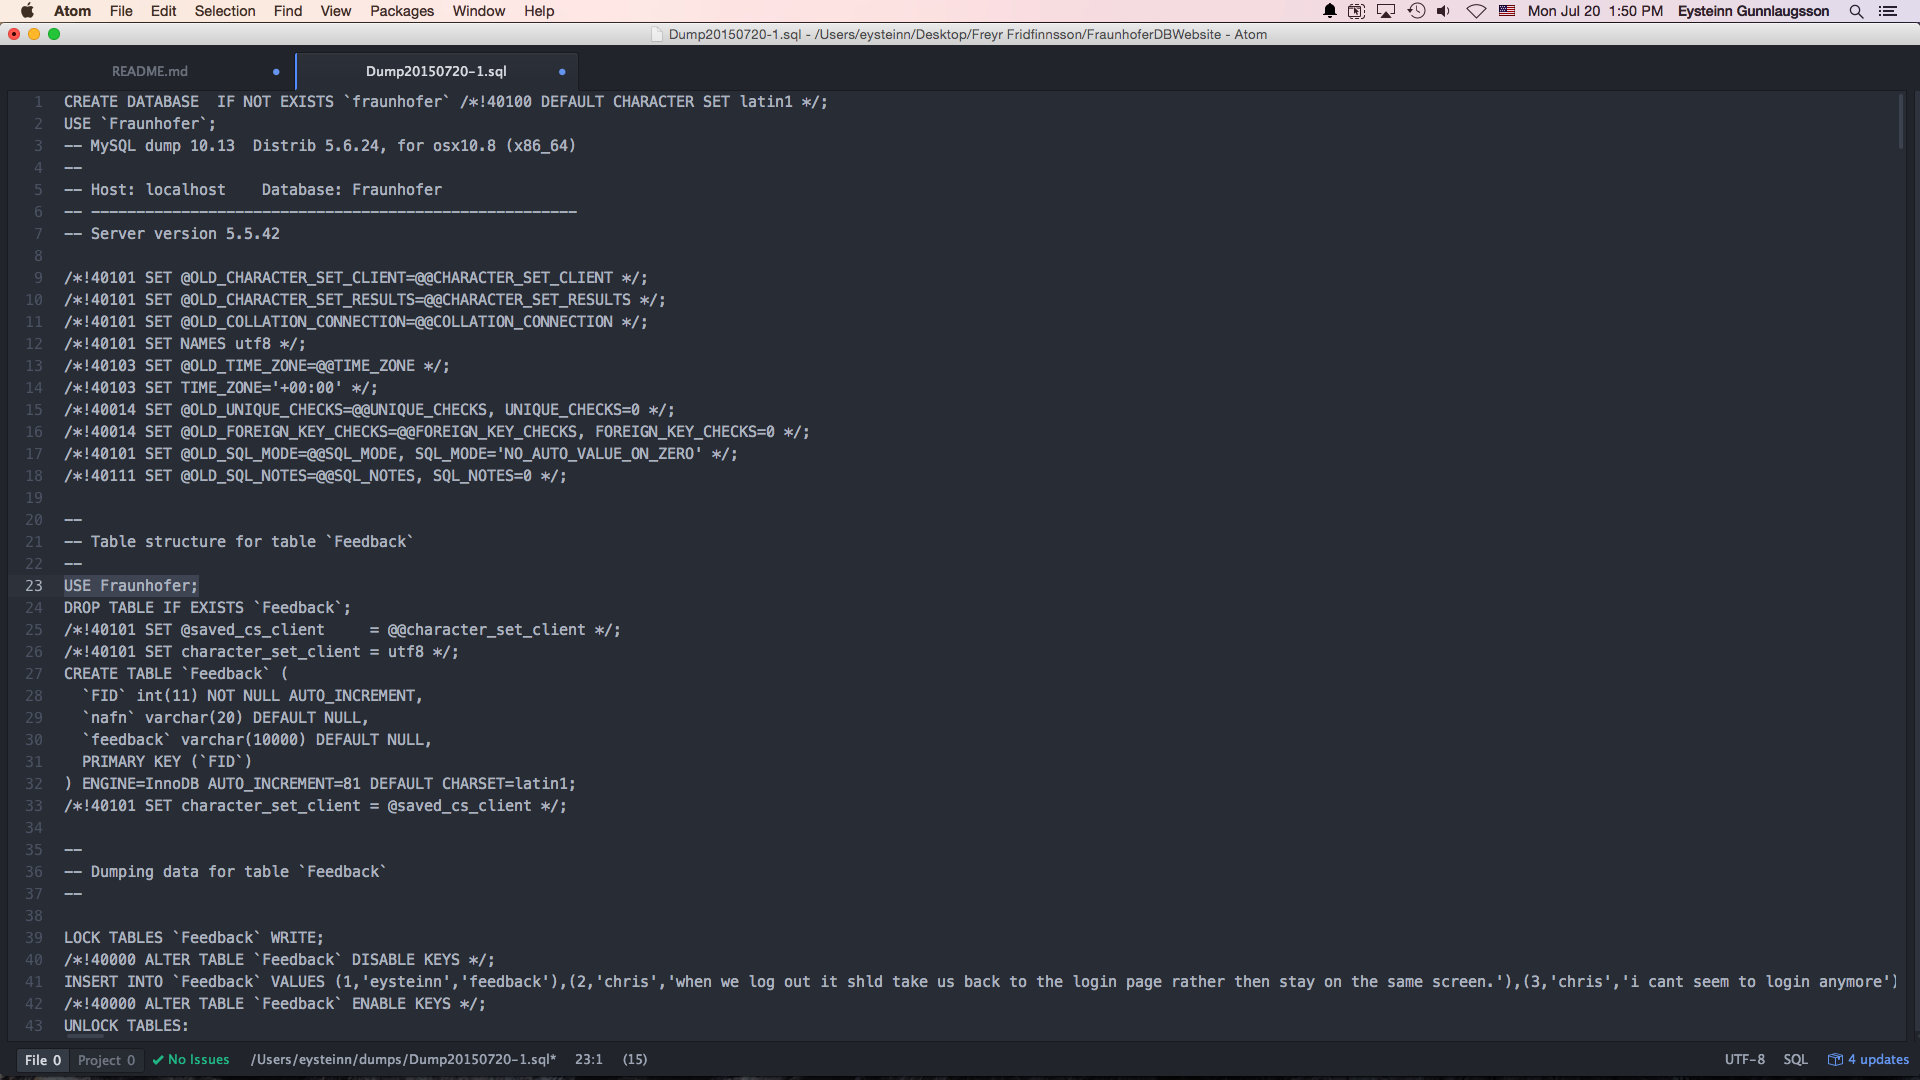 Atom File Edit Selection Find View Packages Window Help Mon Jul 20 1:50 PM Eysteinn Gunnlaugsson
Dump20150720-1.sql - /Users/eysteinn/Desktop/Freyr Fridfinnsson/FraunhoferDBWebsite - Atom
README.md Dump20150720-1.sql
1 CREATE DATABASE  IF NOT EXISTS `fraunhofer` /*!40100 DEFAULT CHARACTER SET latin1 */;
2 USE `Fraunhofer`;
3 -- MySQL dump 10.13  Distrib 5.6.24, for osx10.8 (x86_64)
4 --
5 -- Host: localhost    Database: Fraunhofer
6 -- ------------------------------------------------------
7 -- Server version 5.5.42
8
9 /*!40101 SET @OLD_CHARACTER_SET_CLIENT=@@CHARACTER_SET_CLIENT */;
10 /*!40101 SET @OLD_CHARACTER_SET_RESULTS=@@CHARACTER_SET_RESULTS */;
11 /*!40101 SET @OLD_COLLATION_CONNECTION=@@COLLATION_CONNECTION */;
12 /*!40101 SET NAMES utf8 */;
13 /*!40103 SET @OLD_TIME_ZONE=@@TIME_ZONE */;
14 /*!40103 SET TIME_ZONE='+00:00' */;
15 /*!40014 SET @OLD_UNIQUE_CHECKS=@@UNIQUE_CHECKS, UNIQUE_CHECKS=0 */;
16 /*!40014 SET @OLD_FOREIGN_KEY_CHECKS=@@FOREIGN_KEY_CHECKS, FOREIGN_KEY_CHECKS=0 */;
17 /*!40101 SET @OLD_SQL_MODE=@@SQL_MODE, SQL_MODE='NO_AUTO_VALUE_ON_ZERO' */;
18 /*!40111 SET @OLD_SQL_NOTES=@@SQL_NOTES, SQL_NOTES=0 */;
19
20 --
21 -- Table structure for table `Feedback`
22 --
23 USE Fraunhofer;
24 DROP TABLE IF EXISTS `Feedback`;
25 /*!40101 SET @saved_cs_client     = @@character_set_client */;
26 /*!40101 SET character_set_client = utf8 */;
27 CREATE TABLE `Feedback` (
28   `FID` int(11) NOT NULL AUTO_INCREMENT,
29   `nafn` varchar(20) DEFAULT NULL,
30   `feedback` varchar(10000) DEFAULT NULL,
31   PRIMARY KEY (`FID`)
32 ) ENGINE=InnoDB AUTO_INCREMENT=81 DEFAULT CHARSET=latin1;
33 /*!40101 SET character_set_client = @saved_cs_client */;
34
35 --
36 -- Dumping data for table `Feedback`
37 --
38
39 LOCK TABLES `Feedback` WRITE;
40 /*!40000 ALTER TABLE `Feedback` DISABLE KEYS */;
41 INSERT INTO `Feedback` VALUES (1,'eysteinn','feedback'),(2,'chris','when we log out it shld take us back to the login page rather then stay on the same screen.'),(3,'chris','i cant seem to login anymore')
42 /*!40000 ALTER TABLE `Feedback` ENABLE KEYS */;
43 UNLOCK TABLES;
File 0 Project 0 No Issues /Users/eysteinn/dumps/Dump20150720-1.sql* 23:1 (15) UTF-8 SQL 4 updates